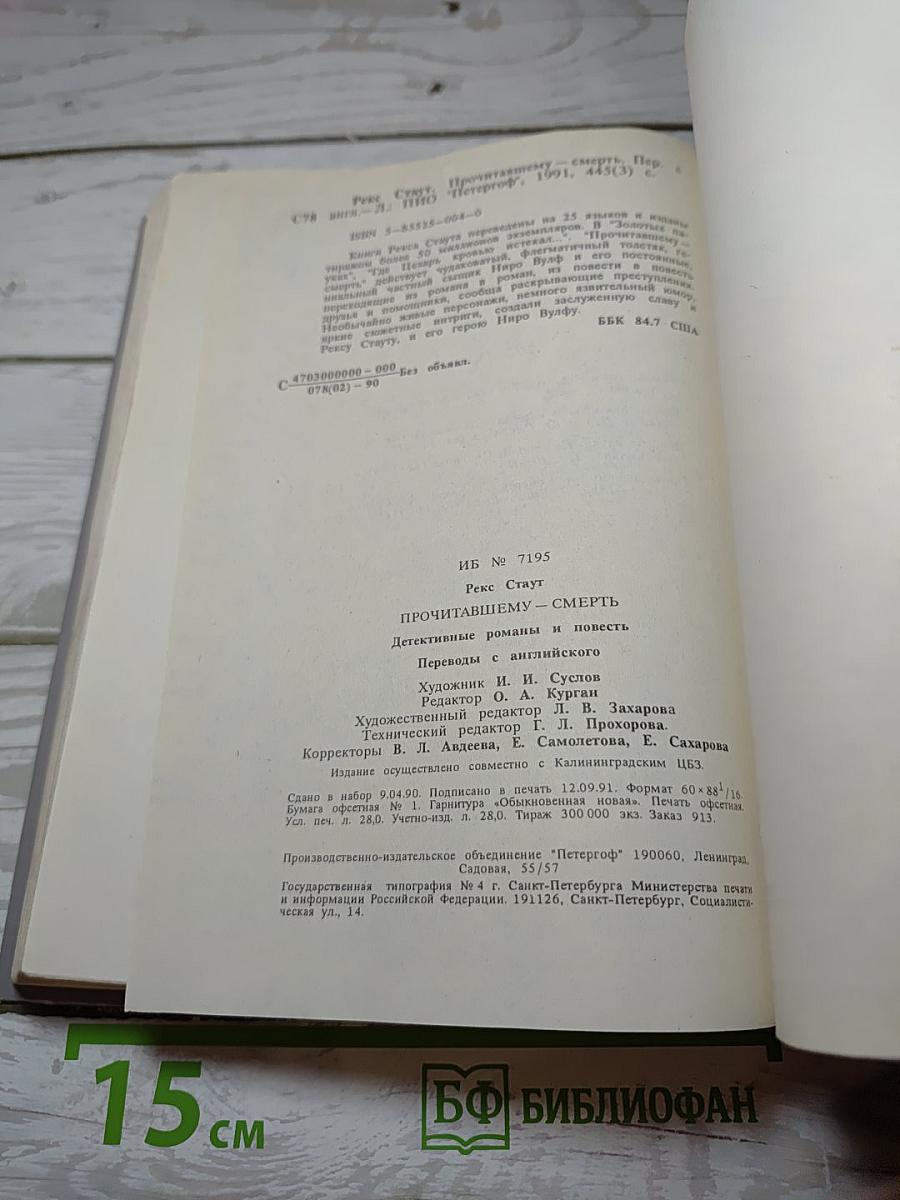 Рекс Стаут. Прочитавшему — смерть. Пер. с
С78 англ.— Л.: ПИО "Петергоф", 1991, 445(3) с.
ISBN 5-85525-004-0
Книги Рекса Стаута переведены на 25 языков и изданы
тиражом более 50 миллионов экземпляров. В "Золотых па-
уках", "Где Цезарь кровью истекал...", "Прочитавшему —
смерть" действует чудаковатый, флегматичный толстяк, ге-
ниальный частный сыщик Ниро Вулф и его постоянные,
переходящие из романа в роман, из повести в повесть
друзья и помощники, сообща раскрывающие преступления.
Необычайно живые персонажи, немного язвительный юмор,
яркие сюжетные интриги, создали заслуженную славу и
Рексу Стауту, и его герою Ниро Вулфу.
ББК 84.7 США
С 4703000000 – 000 Без объявл.
078(02) – 90
ИБ № 7195
Рекс Стаут
ПРОЧИТАВШЕМУ — СМЕРТЬ
Детективные романы и повесть
Переводы с английского
Художник И. И. Суслов
Редактор О. А. Курган
Художественный редактор Л. В. Захарова
Технический редактор Г. Л. Прохорова.
Корректоры В. Л. Авдеева, Е. Самолетова, Е. Сахарова
Издание осуществлено совместно с Калининградским ЦБЗ.
Сдано в набор 9.04.90. Подписано в печать 12.09.91. Формат 60×88¹/16.
Бумага офсетная № 1. Гарнитура «Обыкновенная новая». Печать офсетная.
Усл. печ. л. 28,0. Учетно-изд. л. 28,0. Тираж 300 000 экз. Заказ 913.
Производственно-издательское объединение "Петергоф" 190060, Ленинград,
Садовая, 55/57
Государственная типография № 4 г. Санкт-Петербурга Министерства печати
и информации Российской Федерации. 191126, Санкт-Петербург, Социалисти-
ческая ул., 14.
15 см
БФ БИБЛИОФАН